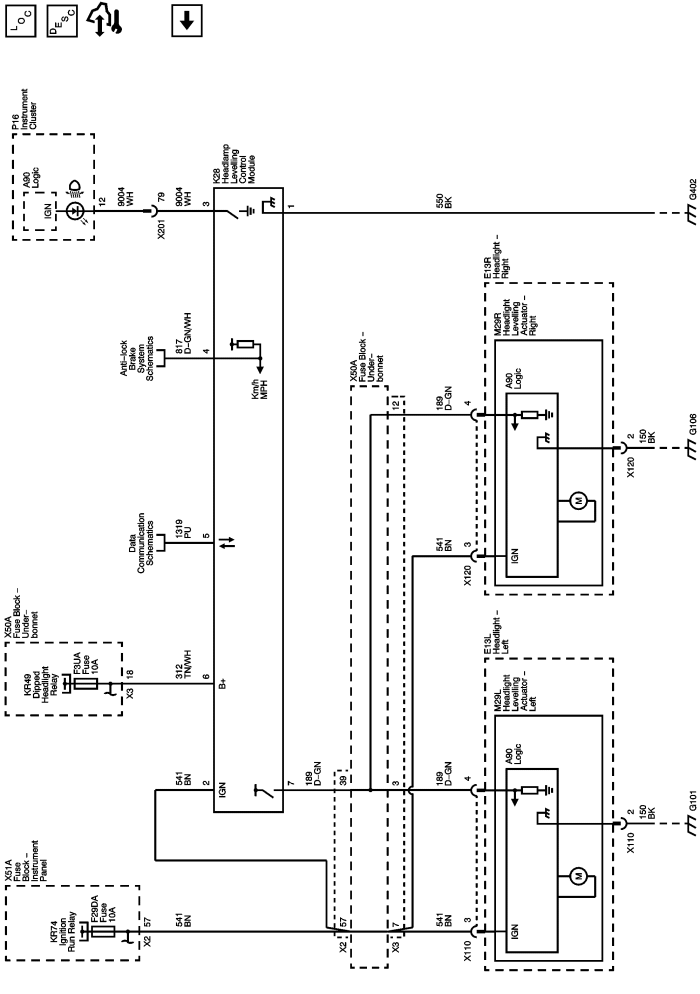 LOC
DESC
P16
Instrument
Cluster
A90
Logic
IGN
12
9004
WH
79
X201
9004
WH
3
K28
Headlamp
Levelling
Control
Module
1
550
BK
G402
Anti–lock
Brake
System
Schematics
817
D–GN/WH
4
Km/h
MPH
Data
Communication
Schematics
1319
PU
5
X50A
Fuse Block –
Under–
bonnet
KR49
Dipped
Headlight
Relay
F3UA
Fuse
10A
18
X3
312
TN/WH
6
B+
541
BN
2
IGN
7
189
D–GN
39
X51A
Fuse
Block –
Instrument
Panel
KR74
Ignition
Run Relay
F29DA
Fuse
10A
57
X2
541
BN
X50A
Fuse Block –
Under–
bonnet
12
3
57
X2
7
X3
189
D–GN
4
541
BN
3
X120
E13R
Headlight –
Right
M29R
Headlight
Levelling
Actuator –
Right
A90
Logic
IGN
M
2
X120
150
BK
G106
189
D–GN
4
541
BN
3
X110
E13L
Headlight –
Left
M29L
Headlight
Levelling
Actuator –
Left
A90
Logic
IGN
M
2
X110
150
BK
G101